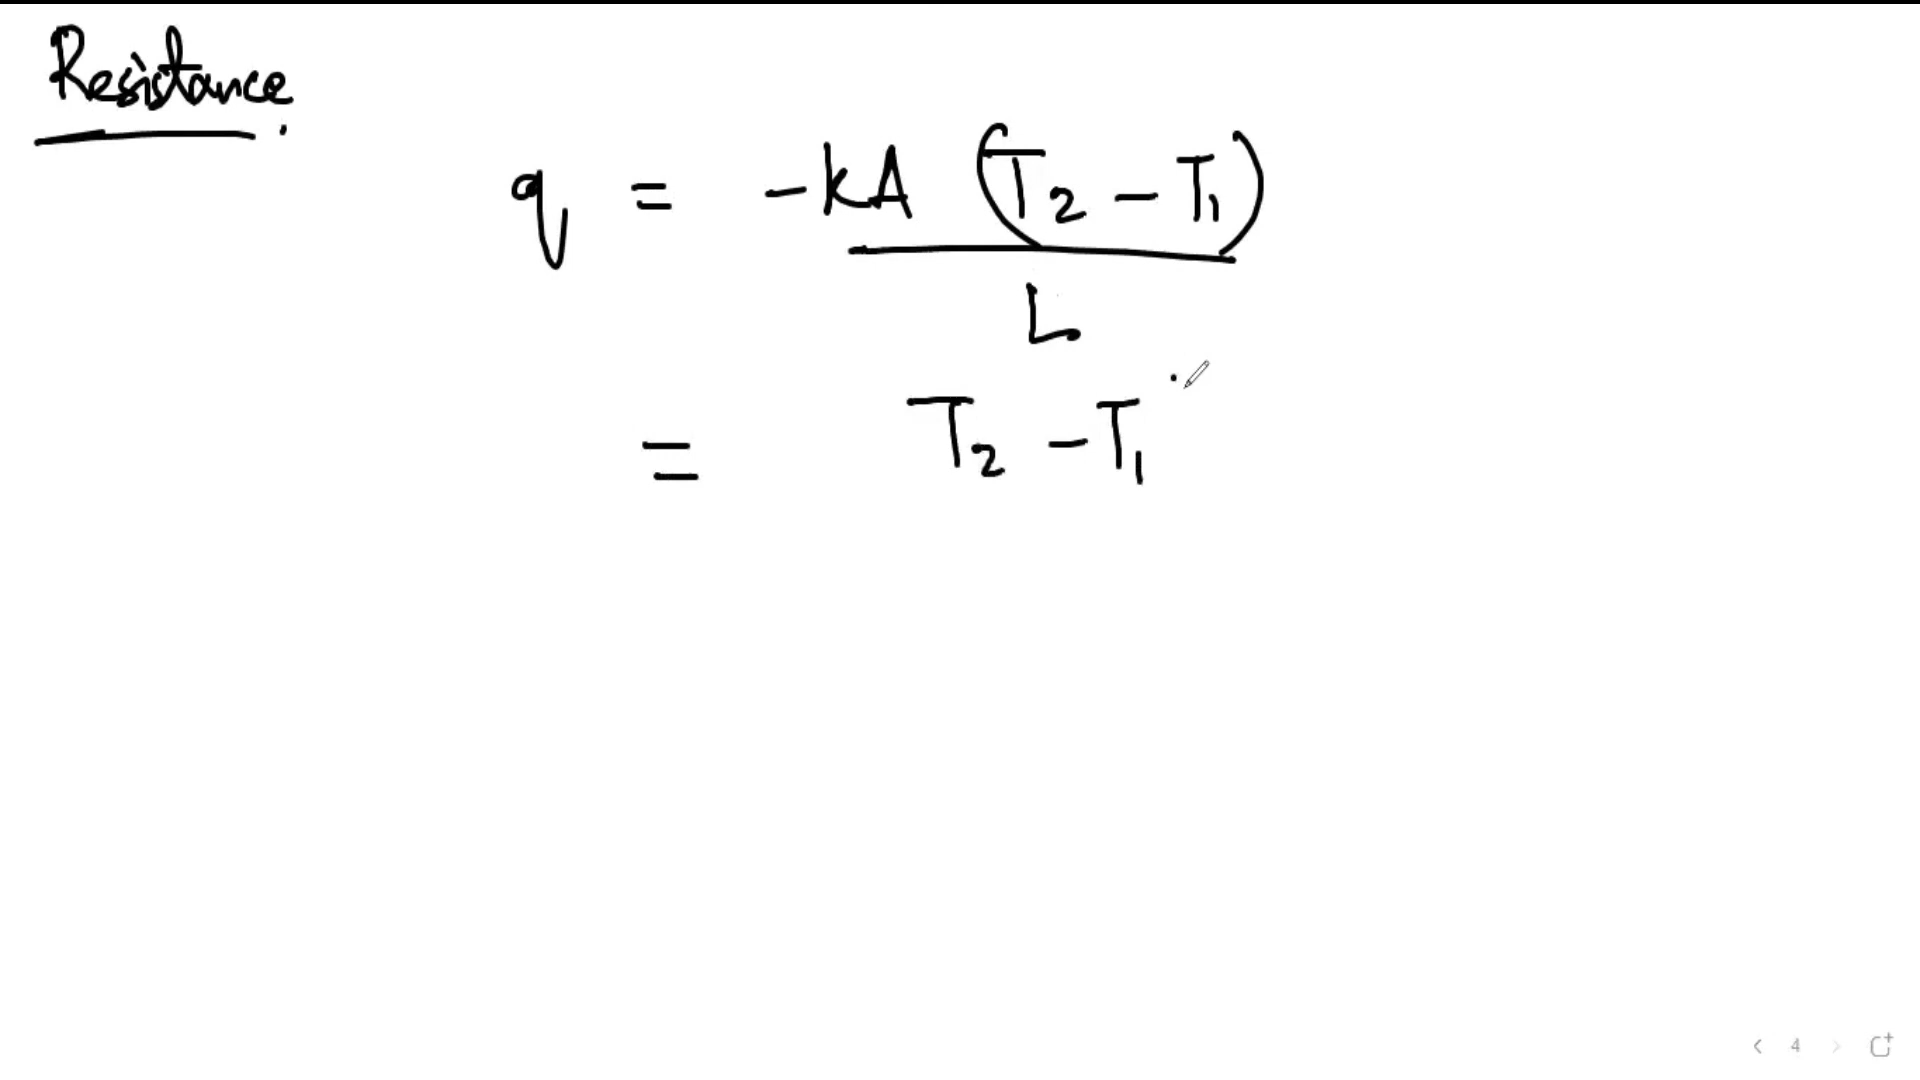 Resistance.
q = -kA (T₂ - T₁)
L
= T₂ - T₁
4